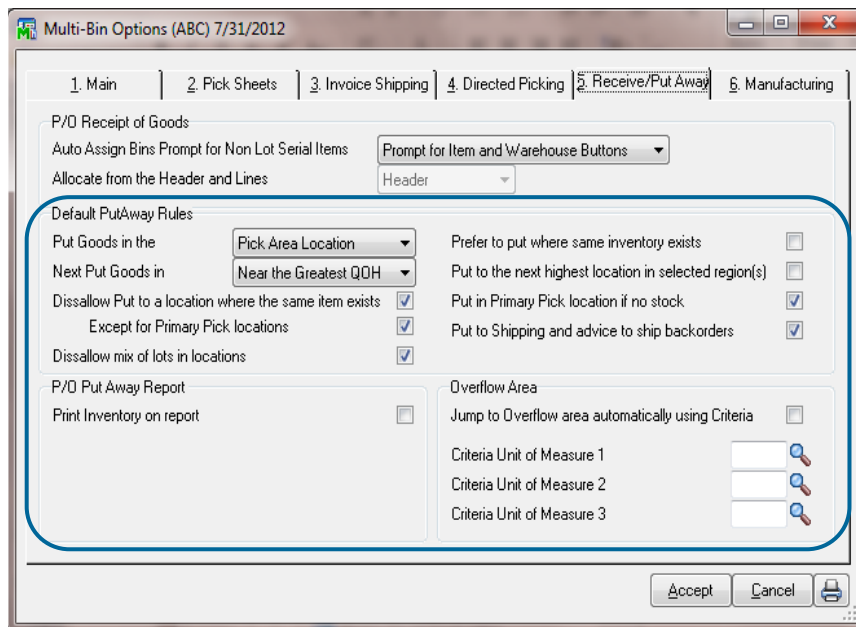 Multi-Bin Options (ABC) 7/31/2012
1. Main 2. Pick Sheets 3. Invoice Shipping 4. Directed Picking 5. Receive/Put Away 6. Manufacturing
P/O Receipt of Goods
Auto Assign Bins Prompt for Non Lot Serial Items Prompt for Item and Warehouse Buttons
Allocate from the Header and Lines Header
Default PutAway Rules
Put Goods in the Pick Area Location Prefer to put where same inventory exists
Next Put Goods in Near the Greatest QOH Put to the next highest location in selected region(s)
Dissallow Put to a location where the same item exists Put in Primary Pick location if no stock
Except for Primary Pick locations Put to Shipping and advice to ship backorders
Dissallow mix of lots in locations
P/O Put Away Report Overflow Area
Print Inventory on report Jump to Overflow area automatically using Criteria
Criteria Unit of Measure 1
Criteria Unit of Measure 2
Criteria Unit of Measure 3
Accept Cancel